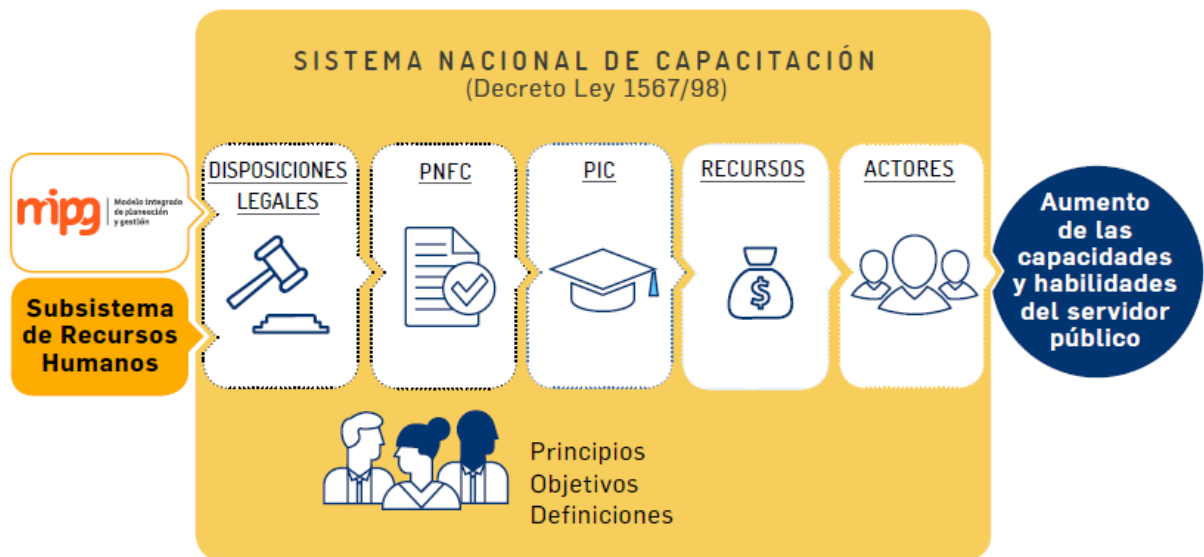 SISTEMA NACIONAL DE CAPACITACIÓN
(Decreto Ley 1567/98)
mipg
Modelo integrado
de planeación
y gestión
Subsistema
de Recursos
Humanos
DISPOSICIONES
LEGALES
PNFC
PIC
RECURSOS
$
ACTORES
Aumento
de las
capacidades
y habilidades
del servidor
público
Principios
Objetivos
Definiciones